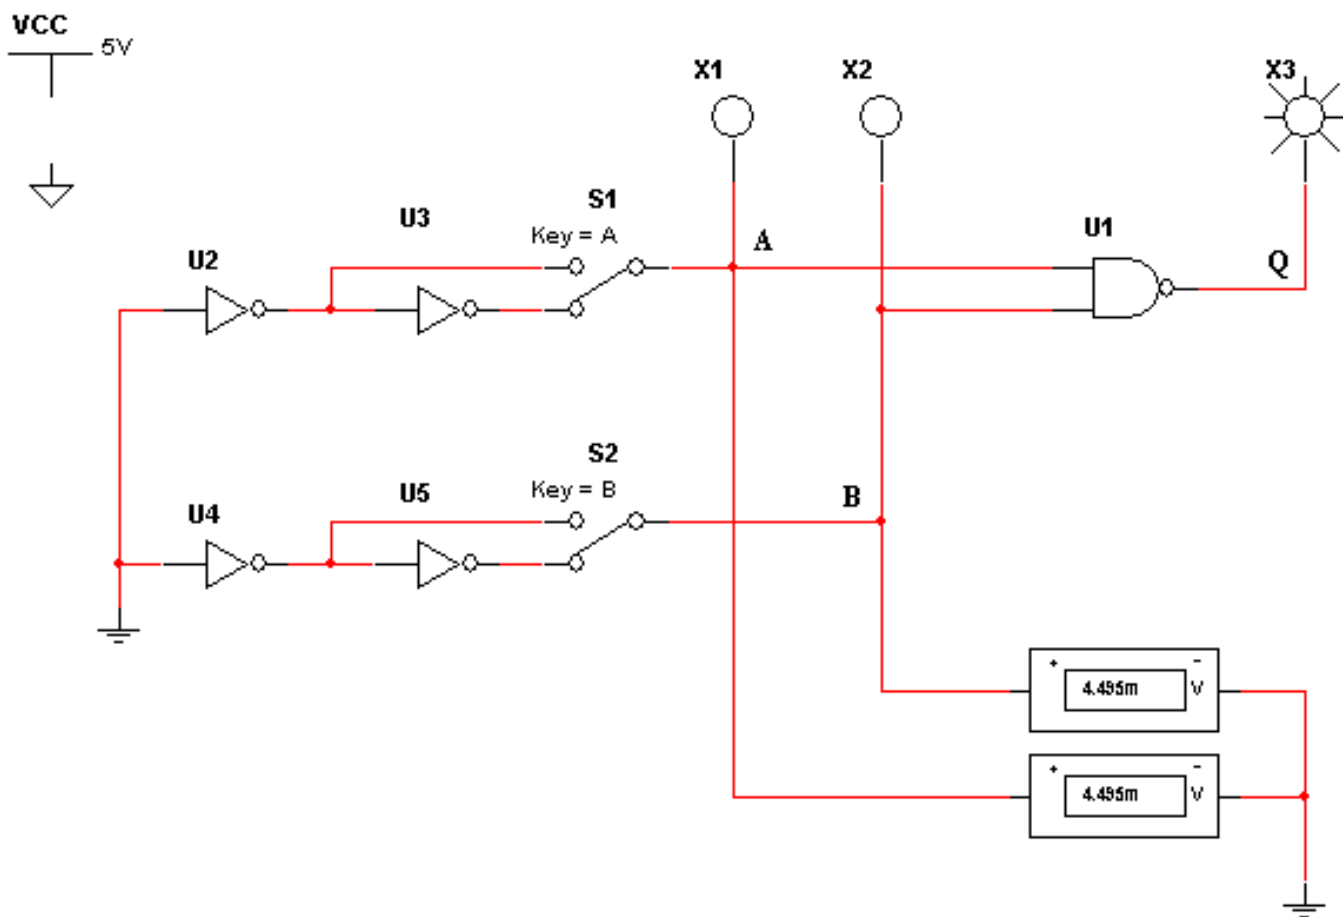 VCC
5V
X1
X2
X3
S1
Key = A
U3
U2
A
U1
Q
S2
Key = B
U5
U4
B
+ -
4.495m V
+ -
4.495m V